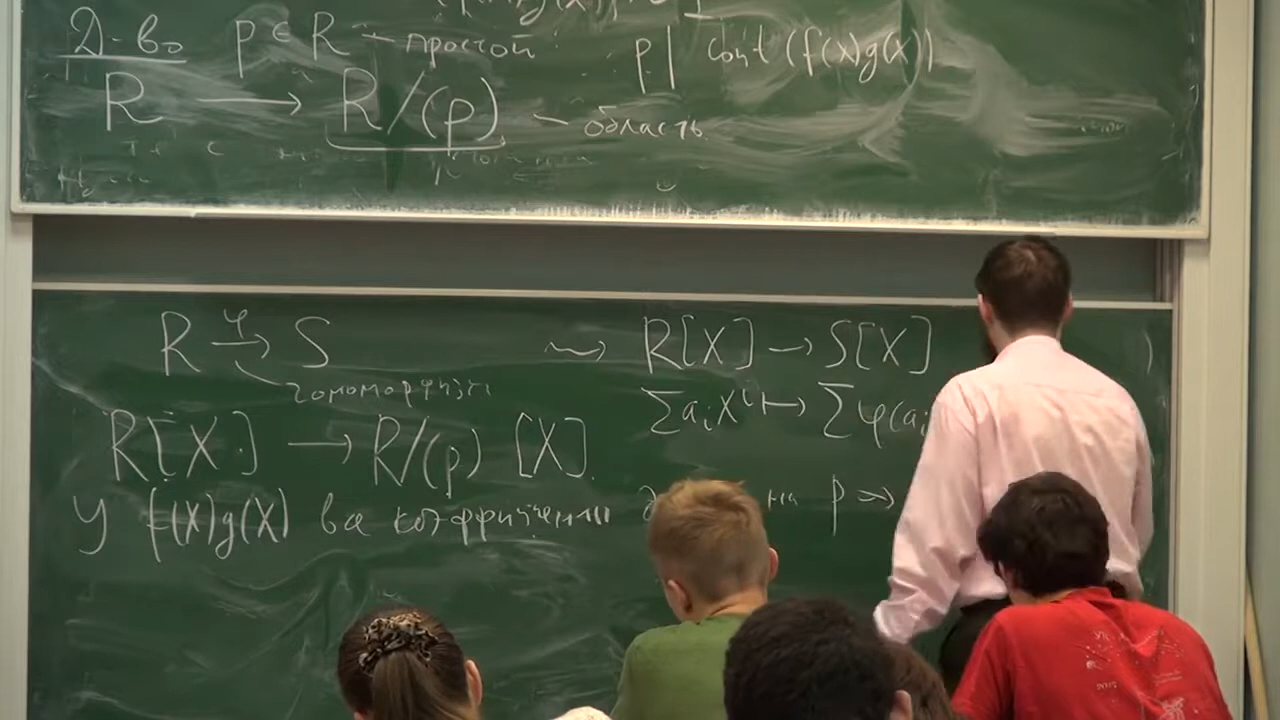 Д-во p ∈ R – простой p | cont (f(x)g(x))
R → R/(p) – область
R φ→ S ⇝ R[X] → S[X]
гомоморфизм ∑aᵢXⁱ ↦ ∑φ(aᵢ
R[X] → R/(p) [X]
У f(X)g(X) все коэффициенты на p ⇒